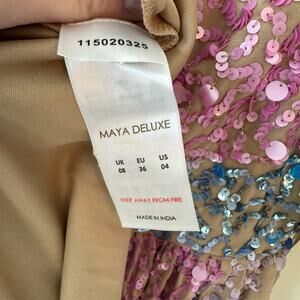 115020325
MAYA DELUXE
UK EU US
08 36 04
KEEP AWAY FROM FIRE
MADE IN INDIA